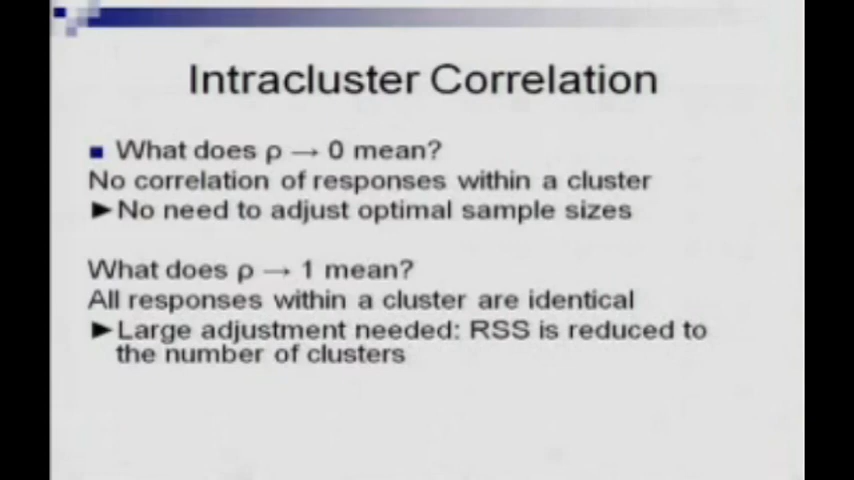 Intracluster Correlation
■ What does ρ → 0 mean?
No correlation of responses within a cluster
►No need to adjust optimal sample sizes
What does ρ → 1 mean?
All responses within a cluster are identical
►Large adjustment needed: RSS is reduced to
the number of clusters